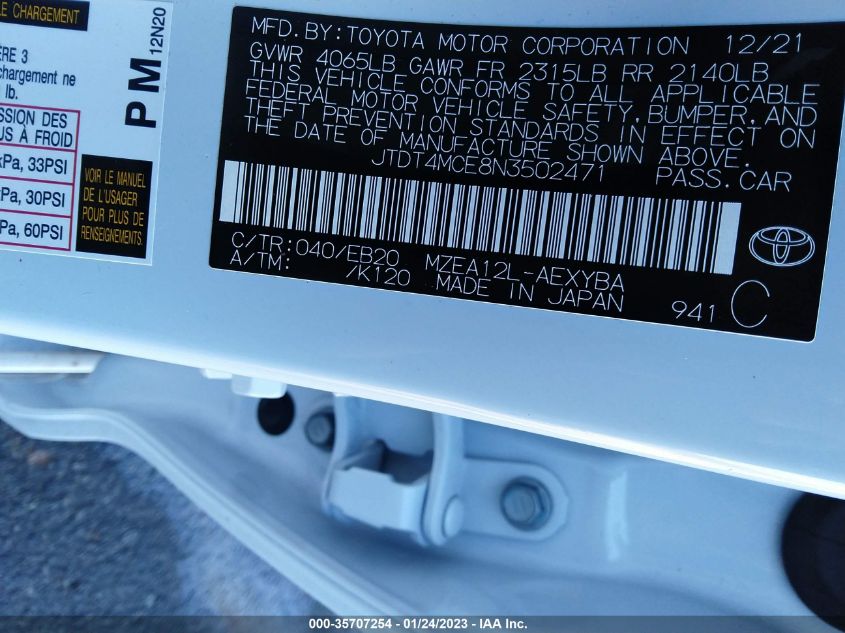 LE CHARGEMENT
ÈRE 3
chargement ne
lb.
SSION DES
US À FROID
kPa, 33PSI
kPa, 30PSI
Pa, 60PSI
PM 12N20
VOIR LE MANUEL
DE L'USAGER
POUR PLUS DE
RENSEIGNEMENTS.
MFD. BY: TOYOTA MOTOR CORPORATION 12/21
GVWR 4065LB GAWR FR 2315LB RR 2140LB
THIS VEHICLE CONFORMS TO ALL APPLICABLE
FEDERAL MOTOR VEHICLE SAFETY, BUMPER, AND
THEFT PREVENTION STANDARDS IN EFFECT ON
THE DATE OF MANUFACTURE SHOWN ABOVE.
JTDT4MCE8N3502471 PASS. CAR
C/TR: 040/EB20 MZEA12L-AEXYBA
A/TM: /K120 MADE IN JAPAN
941 C
000-35707254 - 01/24/2023 - IAA Inc.